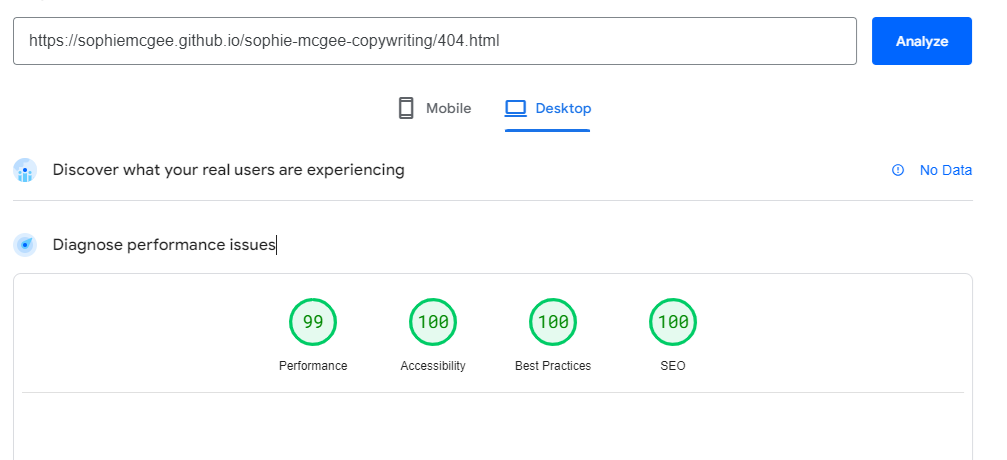 https://sophiemcgee.github.io/sophie-mcgee-copywriting/404.html
Analyze
Mobile
Desktop
Discover what your real users are experiencing
No Data
Diagnose performance issues
99
100
100
100
Performance
Accessibility
Best Practices
SEO